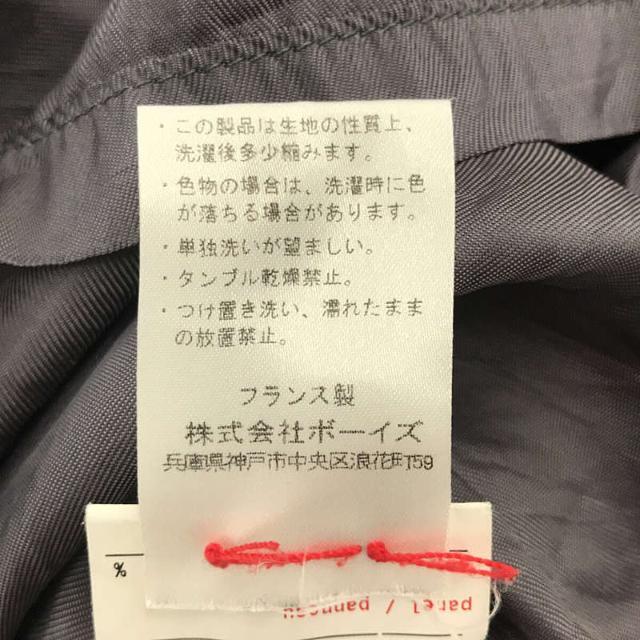 ・この製品は生地の性質上、
洗濯後多少縮みます。
・色物の場合は、洗濯時に色
が落ちる場合があります。
・単独洗いが望ましい。
・タンブル乾燥禁止。
・つけ置き洗い、濡れたまま
の放置禁止。
フランス製
株式会社ボーイズ
兵庫県神戸市中央区浪花町59
%
panel / panneau